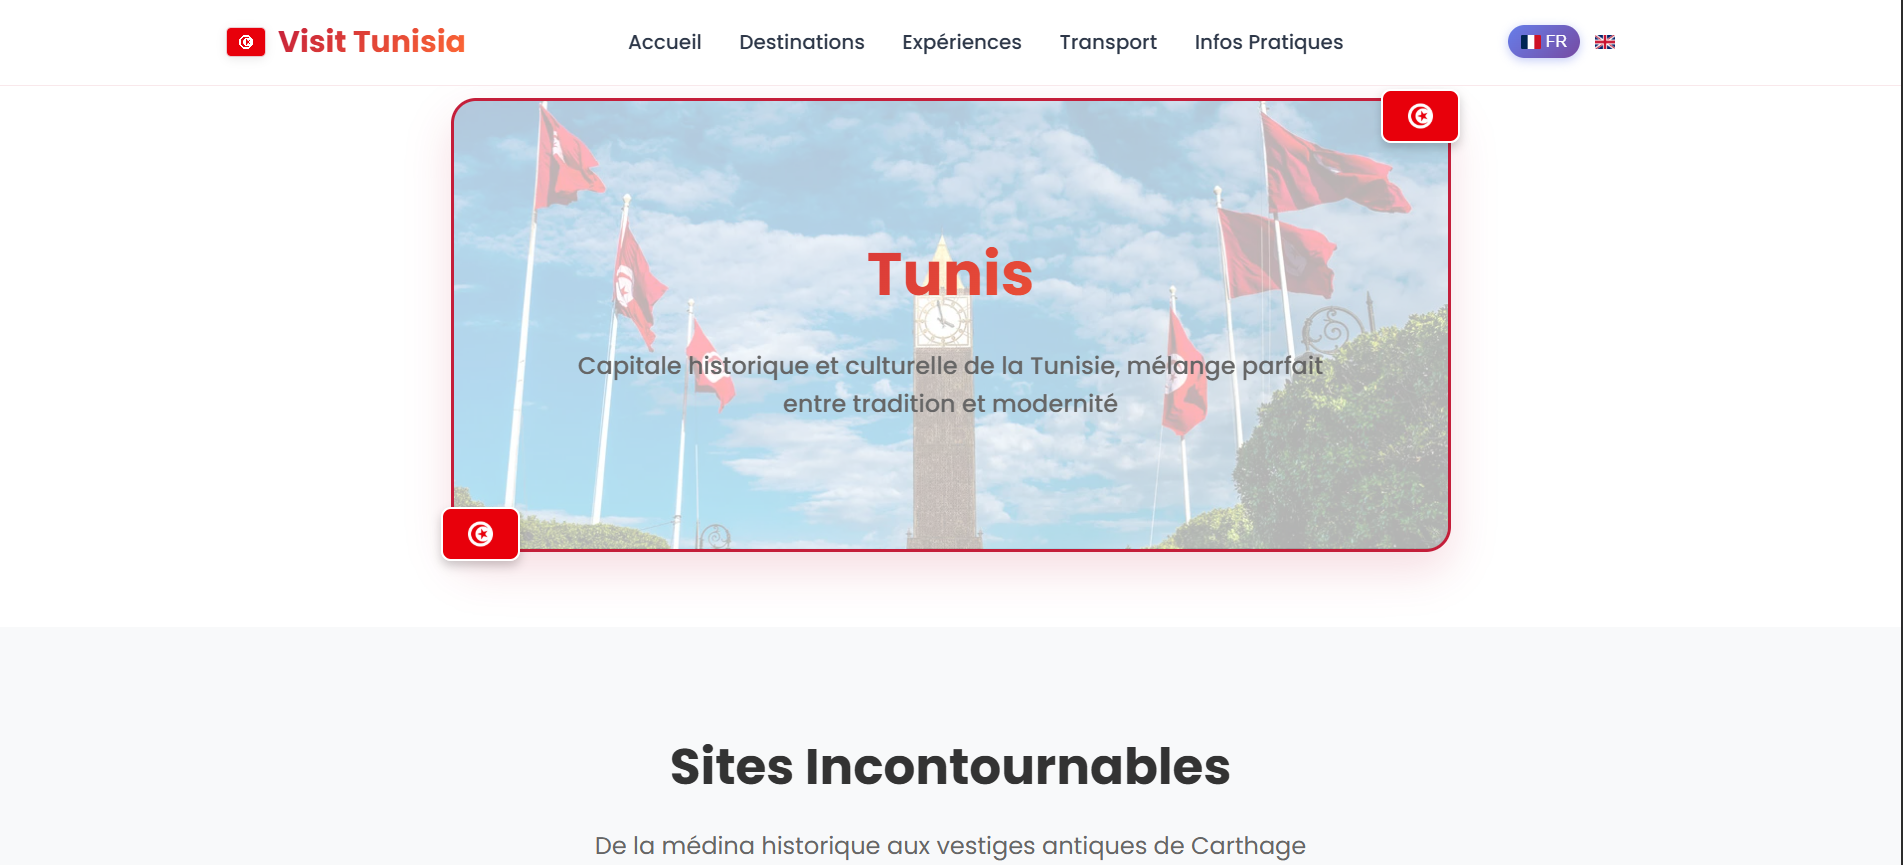 Visit Tunisia
Accueil Destinations Expériences Transport Infos Pratiques
FR
Tunis
Capitale historique et culturelle de la Tunisie, mélange parfait
entre tradition et modernité
Sites Incontournables
De la médina historique aux vestiges antiques de Carthage